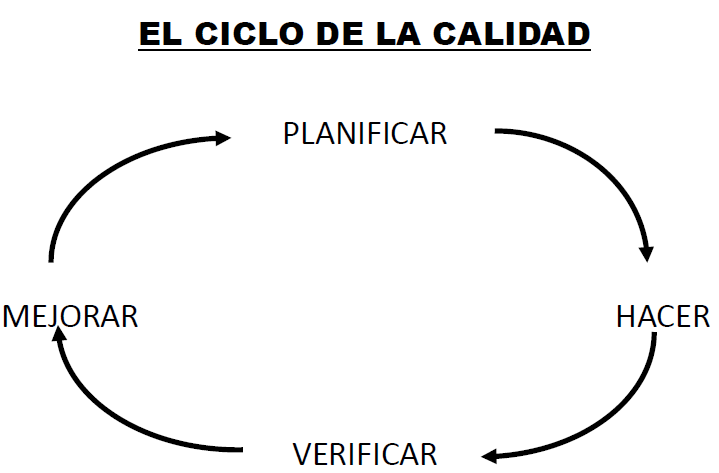 EL CICLO DE LA CALIDAD
PLANIFICAR
MEJORAR
HACER
VERIFICAR